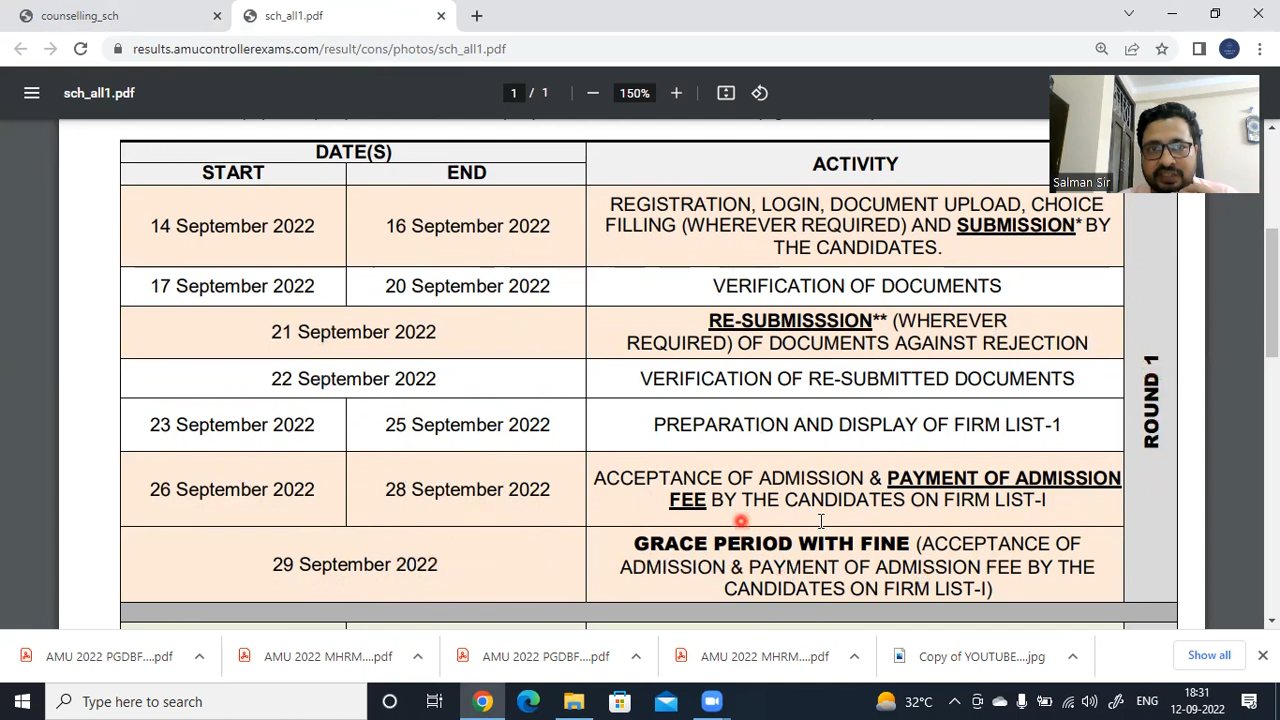 counselling_sch
sch_all1.pdf
results.amucontrollerexams.com/result/cons/photos/sch_all1.pdf
sch_all1.pdf
1 / 1
150%
Salman Sir
DATE(S)
START
END
ACTIVITY
14 September 2022
16 September 2022
REGISTRATION, LOGIN, DOCUMENT UPLOAD, CHOICE
FILLING (WHEREVER REQUIRED) AND SUBMISSION* BY
THE CANDIDATES.
17 September 2022
20 September 2022
VERIFICATION OF DOCUMENTS
21 September 2022
RE-SUBMISSSION** (WHEREVER
REQUIRED) OF DOCUMENTS AGAINST REJECTION
22 September 2022
VERIFICATION OF RE-SUBMITTED DOCUMENTS
23 September 2022
25 September 2022
PREPARATION AND DISPLAY OF FIRM LIST-1
26 September 2022
28 September 2022
ACCEPTANCE OF ADMISSION & PAYMENT OF ADMISSION
FEE BY THE CANDIDATES ON FIRM LIST-I
29 September 2022
GRACE PERIOD WITH FINE (ACCEPTANCE OF
ADMISSION & PAYMENT OF ADMISSION FEE BY THE
CANDIDATES ON FIRM LIST-I)
ROUND 1
AMU 2022 PGDBF....pdf
AMU 2022 MHRM....pdf
AMU 2022 PGDBF....pdf
AMU 2022 MHRM....pdf
Copy of YOUTUBE....jpg
Show all
Type here to search
32°C
ENG
18:31
12-09-2022